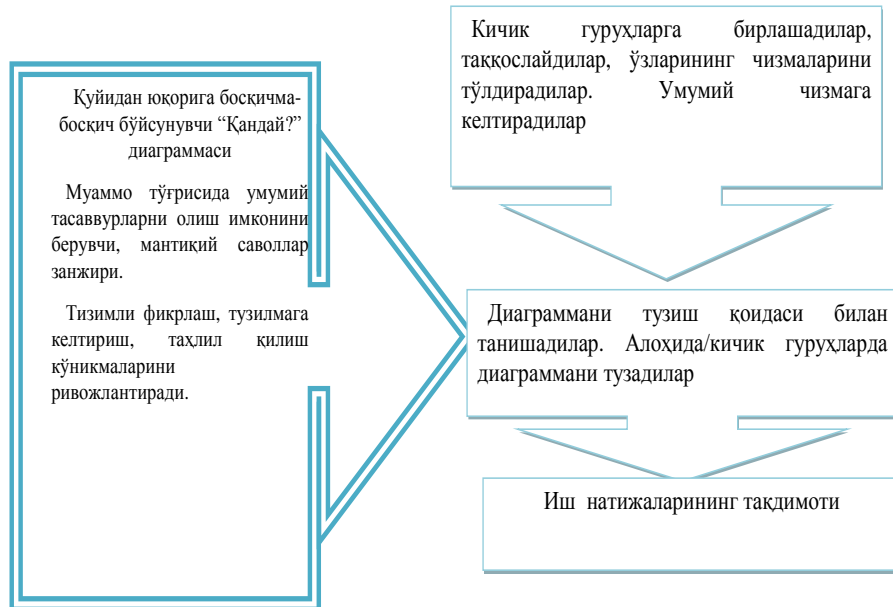 Қуйидан юқорига босқичма-
босқич бўйсунувчи “Қандай?”
диаграммаси
Муаммо тўғрисида умумий
тасаввурларни олиш имконини
берувчи, мантиқий саволлар
занжири.
Тизимли фикрлаш, тузилмага
келтириш, таҳлил қилиш
кўникмаларини
ривожлантиради.
Кичик гуруҳларга бирлашадилар,
таққослайдилар, ўзларининг чизмаларини
тўлдирадилар. Умумий чизмага
келтирадилар
Диаграммани тузиш қоидаси билан
танишадилар. Алоҳида/кичик гуруҳларда
диаграммани тузадилар
Иш натижаларининг тақдимоти